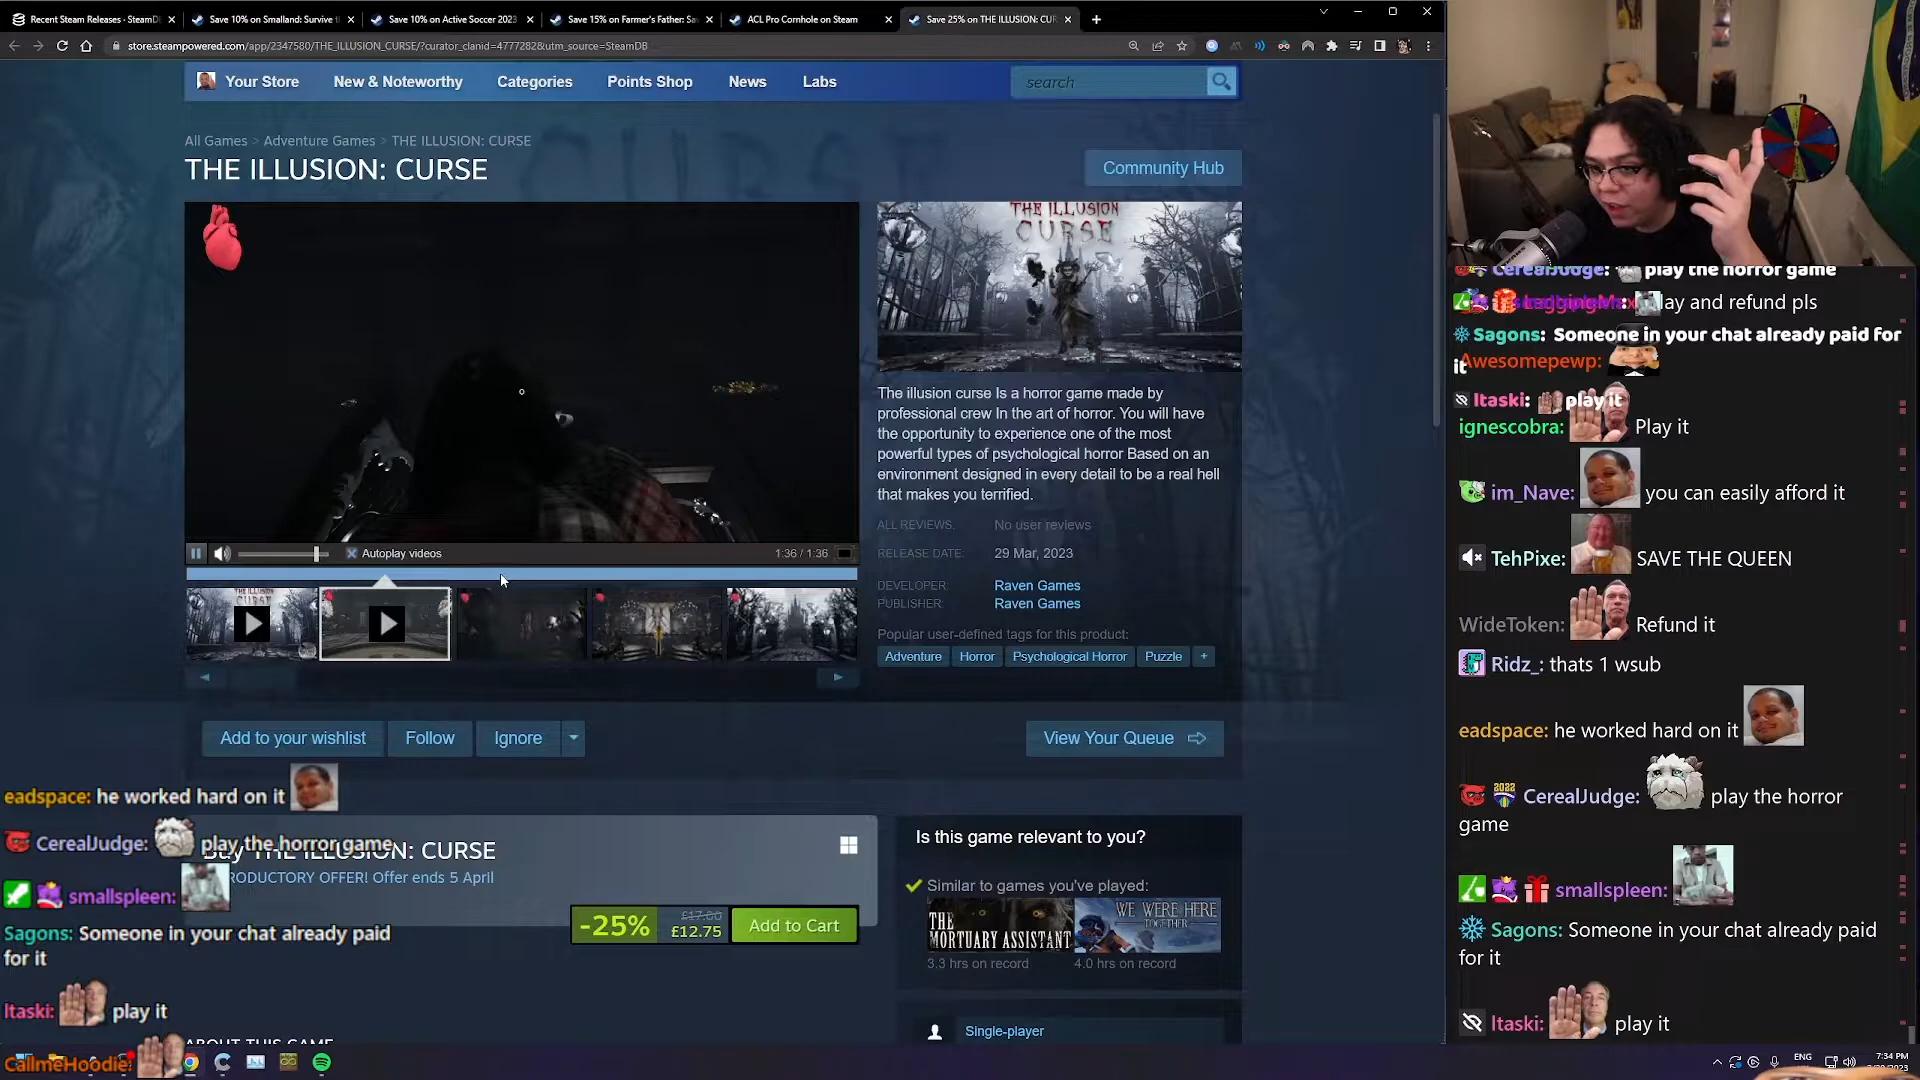 Recent Steam Releases · SteamDB
Save 10% on Smalland: Survive t
Save 10% on Active Soccer 2023
Save 15% on Farmer's Father: Sa
ACL Pro Cornhole on Steam
Save 25% on THE ILLUSION: CUR
store.steampowered.com/app/2347580/THE_ILLUSION_CURSE/?curator_clanid=4777282&utm_source=SteamDB
Your Store New & Noteworthy Categories Points Shop News Labs search
All Games > Adventure Games > THE ILLUSION: CURSE
THE ILLUSION: CURSE
Community Hub
THE ILLUSION
CURSE
The illusion curse Is a horror game made by
professional crew In the art of horror. You will have
the opportunity to experience one of the most
powerful types of psychological horror Based on an
environment designed in every detail to be a real hell
that makes you terrified.
ALL REVIEWS: No user reviews
RELEASE DATE: 29 Mar, 2023
DEVELOPER: Raven Games
PUBLISHER: Raven Games
Popular user-defined tags for this product:
Adventure Horror Psychological Horror Puzzle +
Autoplay videos 1:36 / 1:36
Add to your wishlist Follow Ignore View Your Queue
Buy THE ILLUSION: CURSE
RODUCTORY OFFER! Offer ends 5 April
-25% £17.00 £12.75 Add to Cart
ABOUT THIS GAME
Is this game relevant to you?
Similar to games you've played:
THE
MORTUARY ASSISTANT
WE WERE HERE
TOGETHER
3.3 hrs on record 4.0 hrs on record
Single-player
eadspace: he worked hard on it
CerealJudge: play the horror game
smallspleen:
Sagons: Someone in your chat already paid
for it
ltaski: play it
CallmeHoodie:
CerealJudge: play the horror game
lay and refund pls
Sagons: Someone in your chat already paid for
it
Awesomepewp:
ltaski: play it
ignescobra: Play it
im_Nave: you can easily afford it
TehPixe: SAVE THE QUEEN
WideToken: Refund it
Ridz_: thats 1 wsub
eadspace: he worked hard on it
2022
CerealJudge: play the horror
game
smallspleen:
Sagons: Someone in your chat already paid
for it
ltaski: play it
ENG
7:34 PM